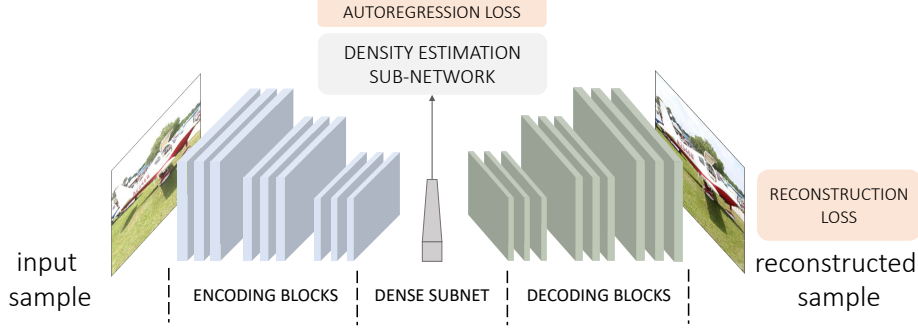 AUTOREGRESSION LOSS
DENSITY ESTIMATION
SUB-NETWORK
RECONSTRUCTION
LOSS
input
sample
reconstructed
sample
ENCODING BLOCKS
DENSE SUBNET
DECODING BLOCKS